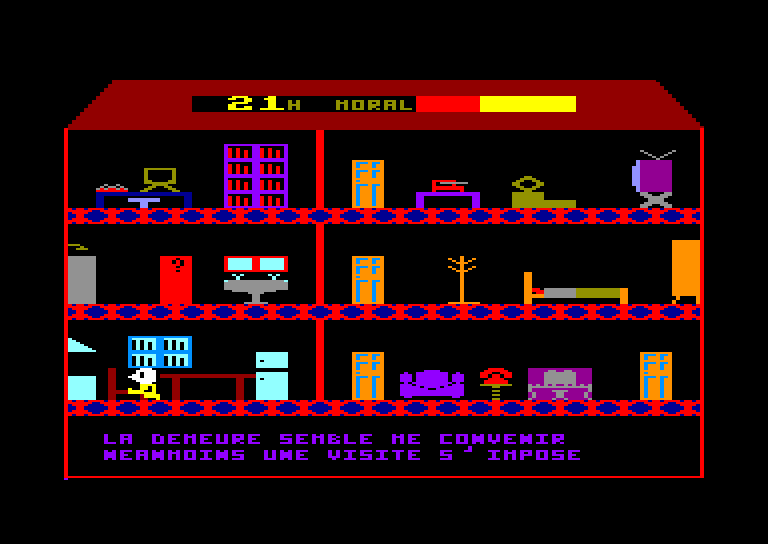 21H MORAL
LA DEMEURE SEMBLE ME CONVENIR
NEANMOINS UNE VISITE S'IMPOSE